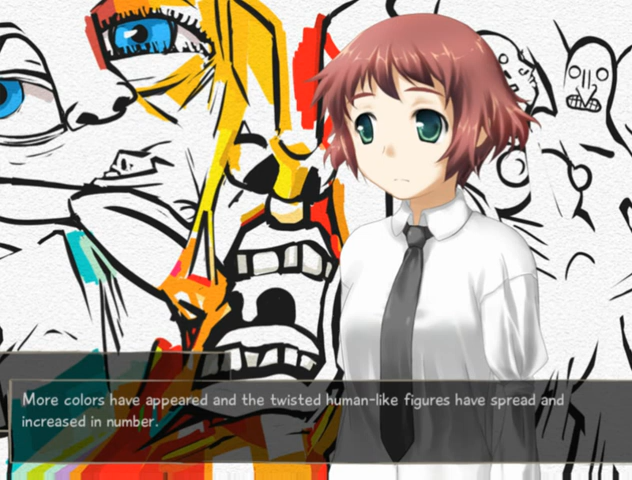 More colors have appeared and the twisted human-like figures have spread and
increased in number.